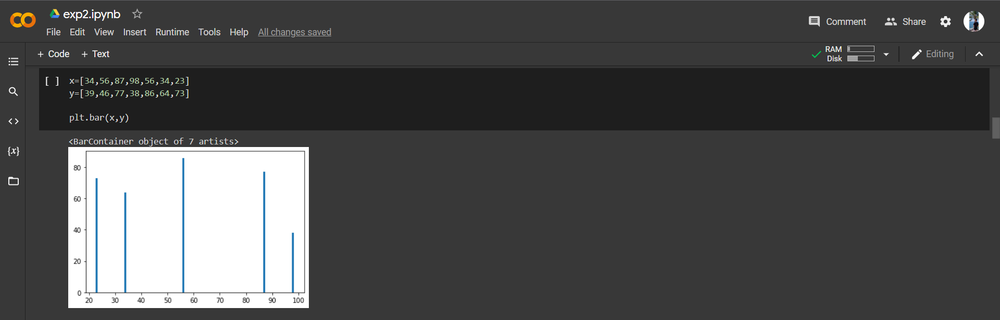 exp2.ipynb
File Edit View Insert Runtime Tools Help All changes saved
Comment Share
+ Code + Text
RAM
Disk
Editing
[ ] x=[34,56,87,98,56,34,23]
y=[39,46,77,38,86,64,73]
plt.bar(x,y)
{x}
<BarContainer object of 7 artists>
80
60
40
20
0
20 30 40 50 60 70 80 90 100